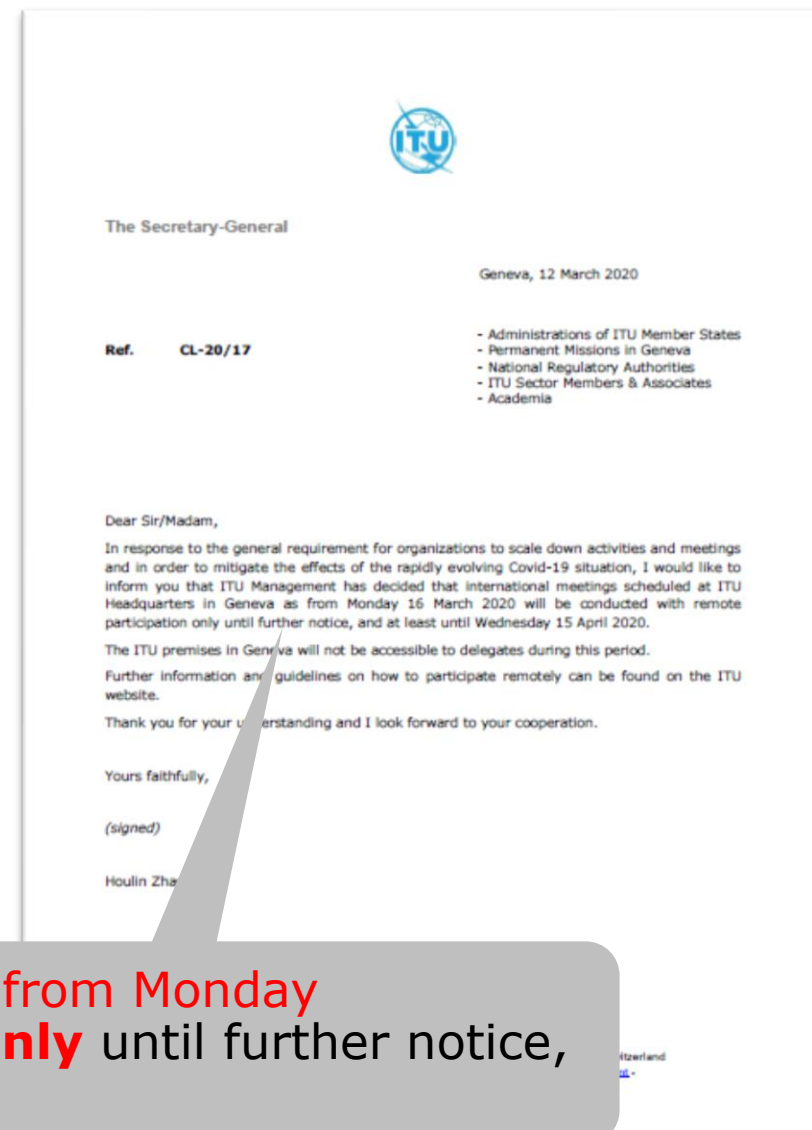 ITU
The Secretary-General
Geneva, 12 March 2020
Ref. CL-20/17
- Administrations of ITU Member States
- Permanent Missions in Geneva
- National Regulatory Authorities
- ITU Sector Members & Associates
- Academia
Dear Sir/Madam,
In response to the general requirement for organizations to scale down activities and meetings
and in order to mitigate the effects of the rapidly evolving Covid-19 situation, I would like to
inform you that ITU Management has decided that international meetings scheduled at ITU
Headquarters in Geneva as from Monday 16 March 2020 will be conducted with remote
participation only until further notice, and at least until Wednesday 15 April 2020.
The ITU premises in Geneva will not be accessible to delegates during this period.
Further information and guidelines on how to participate remotely can be found on the ITU
website.
Thank you for your u erstanding and I look forward to your cooperation.
Yours faithfully,
(signed)
Houlin Zha
from Monday
nly until further notice,
itzerland